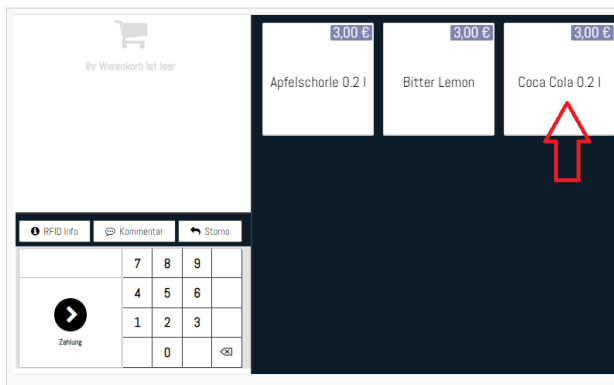 Ihr Warenkorb ist leer
3,00 €
3,00 €
3,00 €
Apfelschorle 0.2 l
Bitter Lemon
Coca Cola 0.2 l
RFID Info
Kommentar
Storno
7 8 9
4 5 6
1 2 3
Zahlung
0